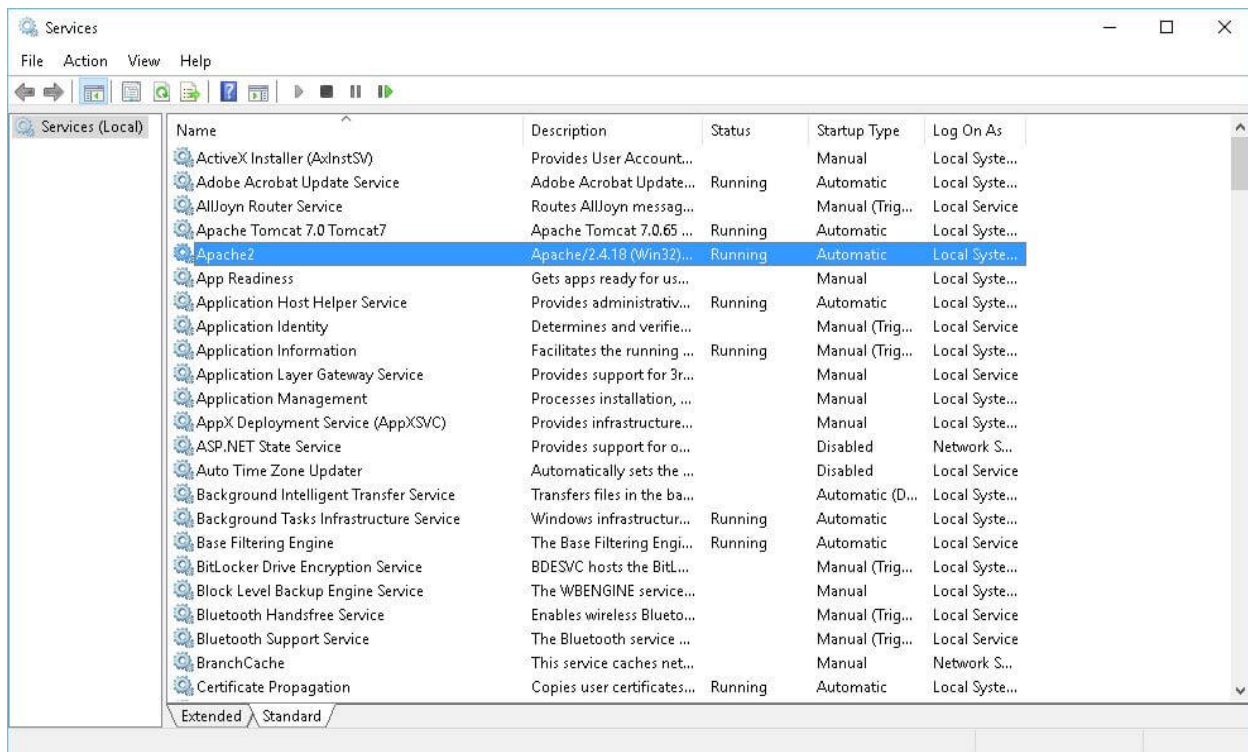 Services
File Action View Help
Services (Local)
Name Description Status Startup Type Log On As
ActiveX Installer (AxInstSV) Provides User Account... Manual Local Syste...
Adobe Acrobat Update Service Adobe Acrobat Update... Running Automatic Local Syste...
AllJoyn Router Service Routes AllJoyn messag... Manual (Trig... Local Service
Apache Tomcat 7.0 Tomcat7 Apache Tomcat 7.0.65 ... Running Automatic Local Syste...
Apache2 Apache/2.4.18 (Win32)... Running Automatic Local Syste...
App Readiness Gets apps ready for us... Manual Local Syste...
Application Host Helper Service Provides administrativ... Running Automatic Local Syste...
Application Identity Determines and verifie... Manual (Trig... Local Service
Application Information Facilitates the running ... Running Manual (Trig... Local Syste...
Application Layer Gateway Service Provides support for 3r... Manual Local Service
Application Management Processes installation, ... Manual Local Syste...
AppX Deployment Service (AppXSVC) Provides infrastructure... Manual Local Syste...
ASP.NET State Service Provides support for o... Disabled Network S...
Auto Time Zone Updater Automatically sets the ... Disabled Local Service
Background Intelligent Transfer Service Transfers files in the ba... Automatic (D... Local Syste...
Background Tasks Infrastructure Service Windows infrastructur... Running Automatic Local Syste...
Base Filtering Engine The Base Filtering Engi... Running Automatic Local Service
BitLocker Drive Encryption Service BDESVC hosts the BitL... Manual (Trig... Local Syste...
Block Level Backup Engine Service The WBENGINE service... Manual Local Syste...
Bluetooth Handsfree Service Enables wireless Blueto... Manual (Trig... Local Service
Bluetooth Support Service The Bluetooth service ... Manual (Trig... Local Service
BranchCache This service caches net... Manual Network S...
Certificate Propagation Copies user certificates... Running Automatic Local Syste...
Extended Standard